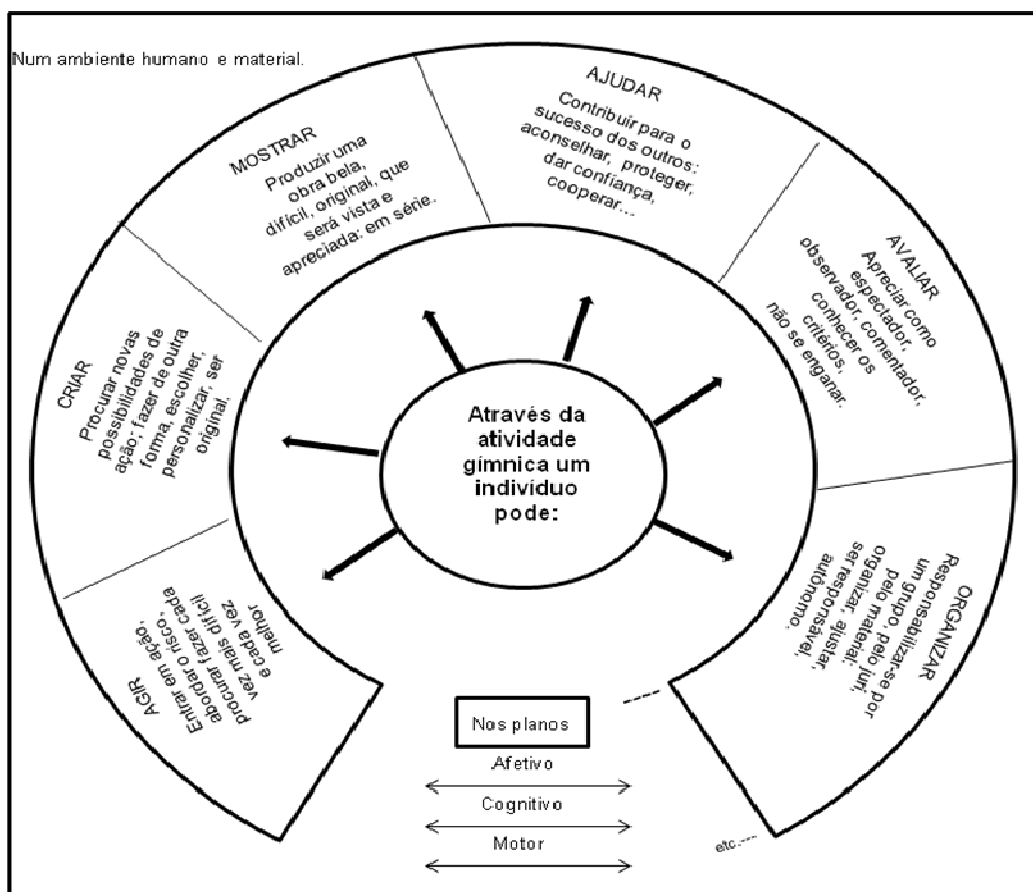 Num ambiente humano e material.
AGIR
Entrar em ação,
abordar o risco,
procurar fazer cada
vez mais difícil
e cada vez
melhor
CRIAR
Procurar novas
possibilidades de
ação; fazer de outra
forma, escolher,
personalizar, ser
original.
MOSTRAR
Produzir uma
obra bela,
difícil, original, que
será vista e
apreciada: em série.
AJUDAR
Contribuir para o
sucesso dos outros:
aconselhar, proteger,
dar confiança,
cooperar...
AVALIAR
Apreciar como
espectador,
observador, comentador,
conhecer os
critérios,
não se enganar.
ORGANIZAR
Responsabilizar-se por
um grupo, pelo juri,
pelo material;
organizar, ajustar,
ser responsável,
autônomo.
Através da
atividade
gímnica um
indivíduo
pode:
Nos planos
Afetivo
Cognitivo
Motor
etc.